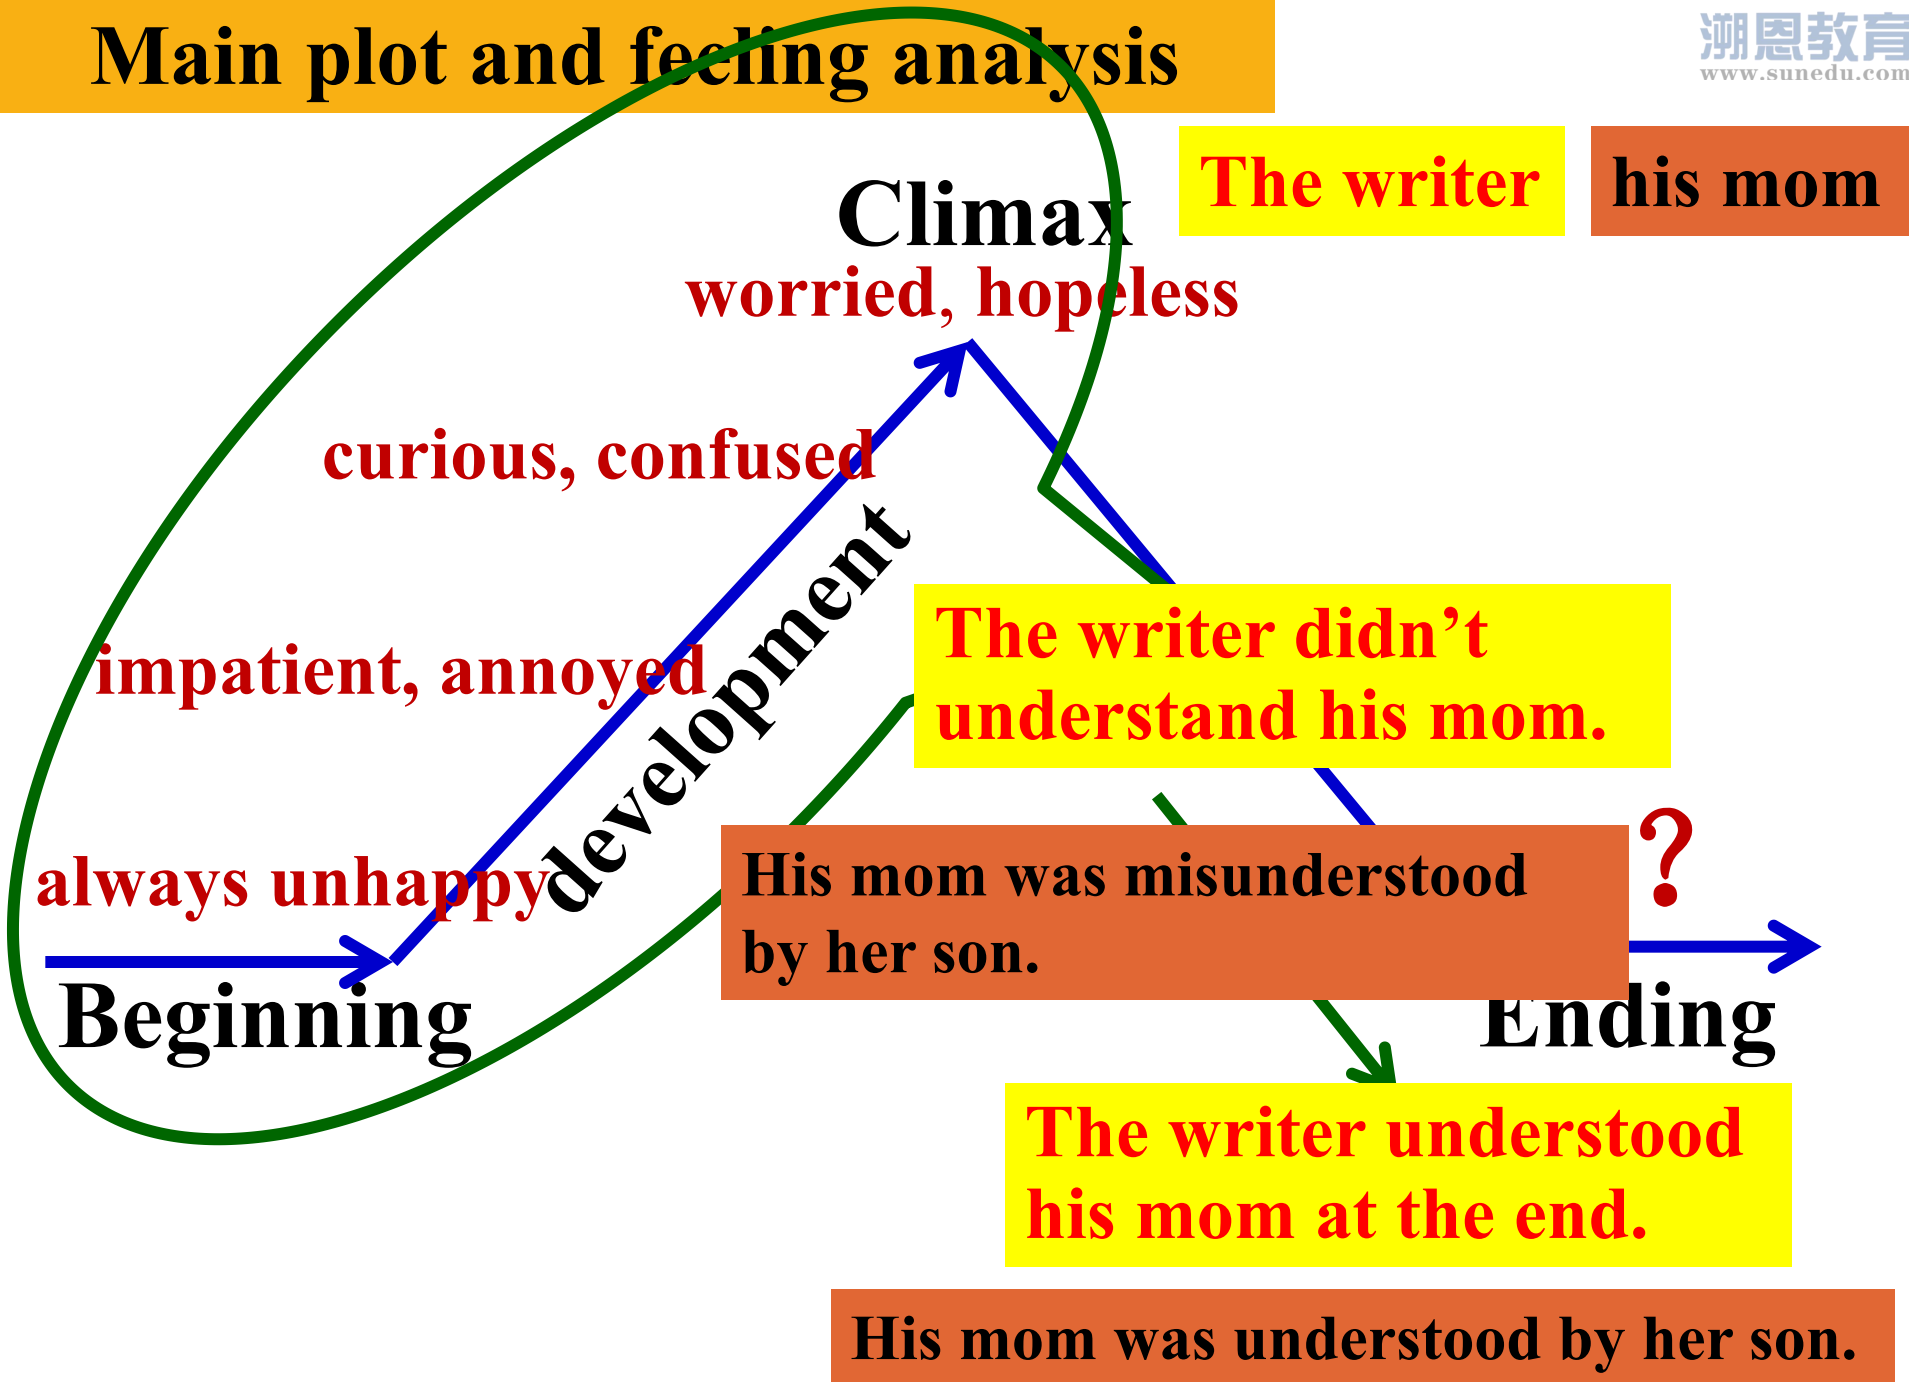 Main plot and feeling analysis
溯恩教育
www.sunedu.com
The writer
his mom
Climax
worried, hopeless
curious, confused
development
impatient, annoyed
always unhappy
Beginning
The writer didn’t
understand his mom.
His mom was misunderstood
by her son.
?
Ending
The writer understood
his mom at the end.
His mom was understood by her son.